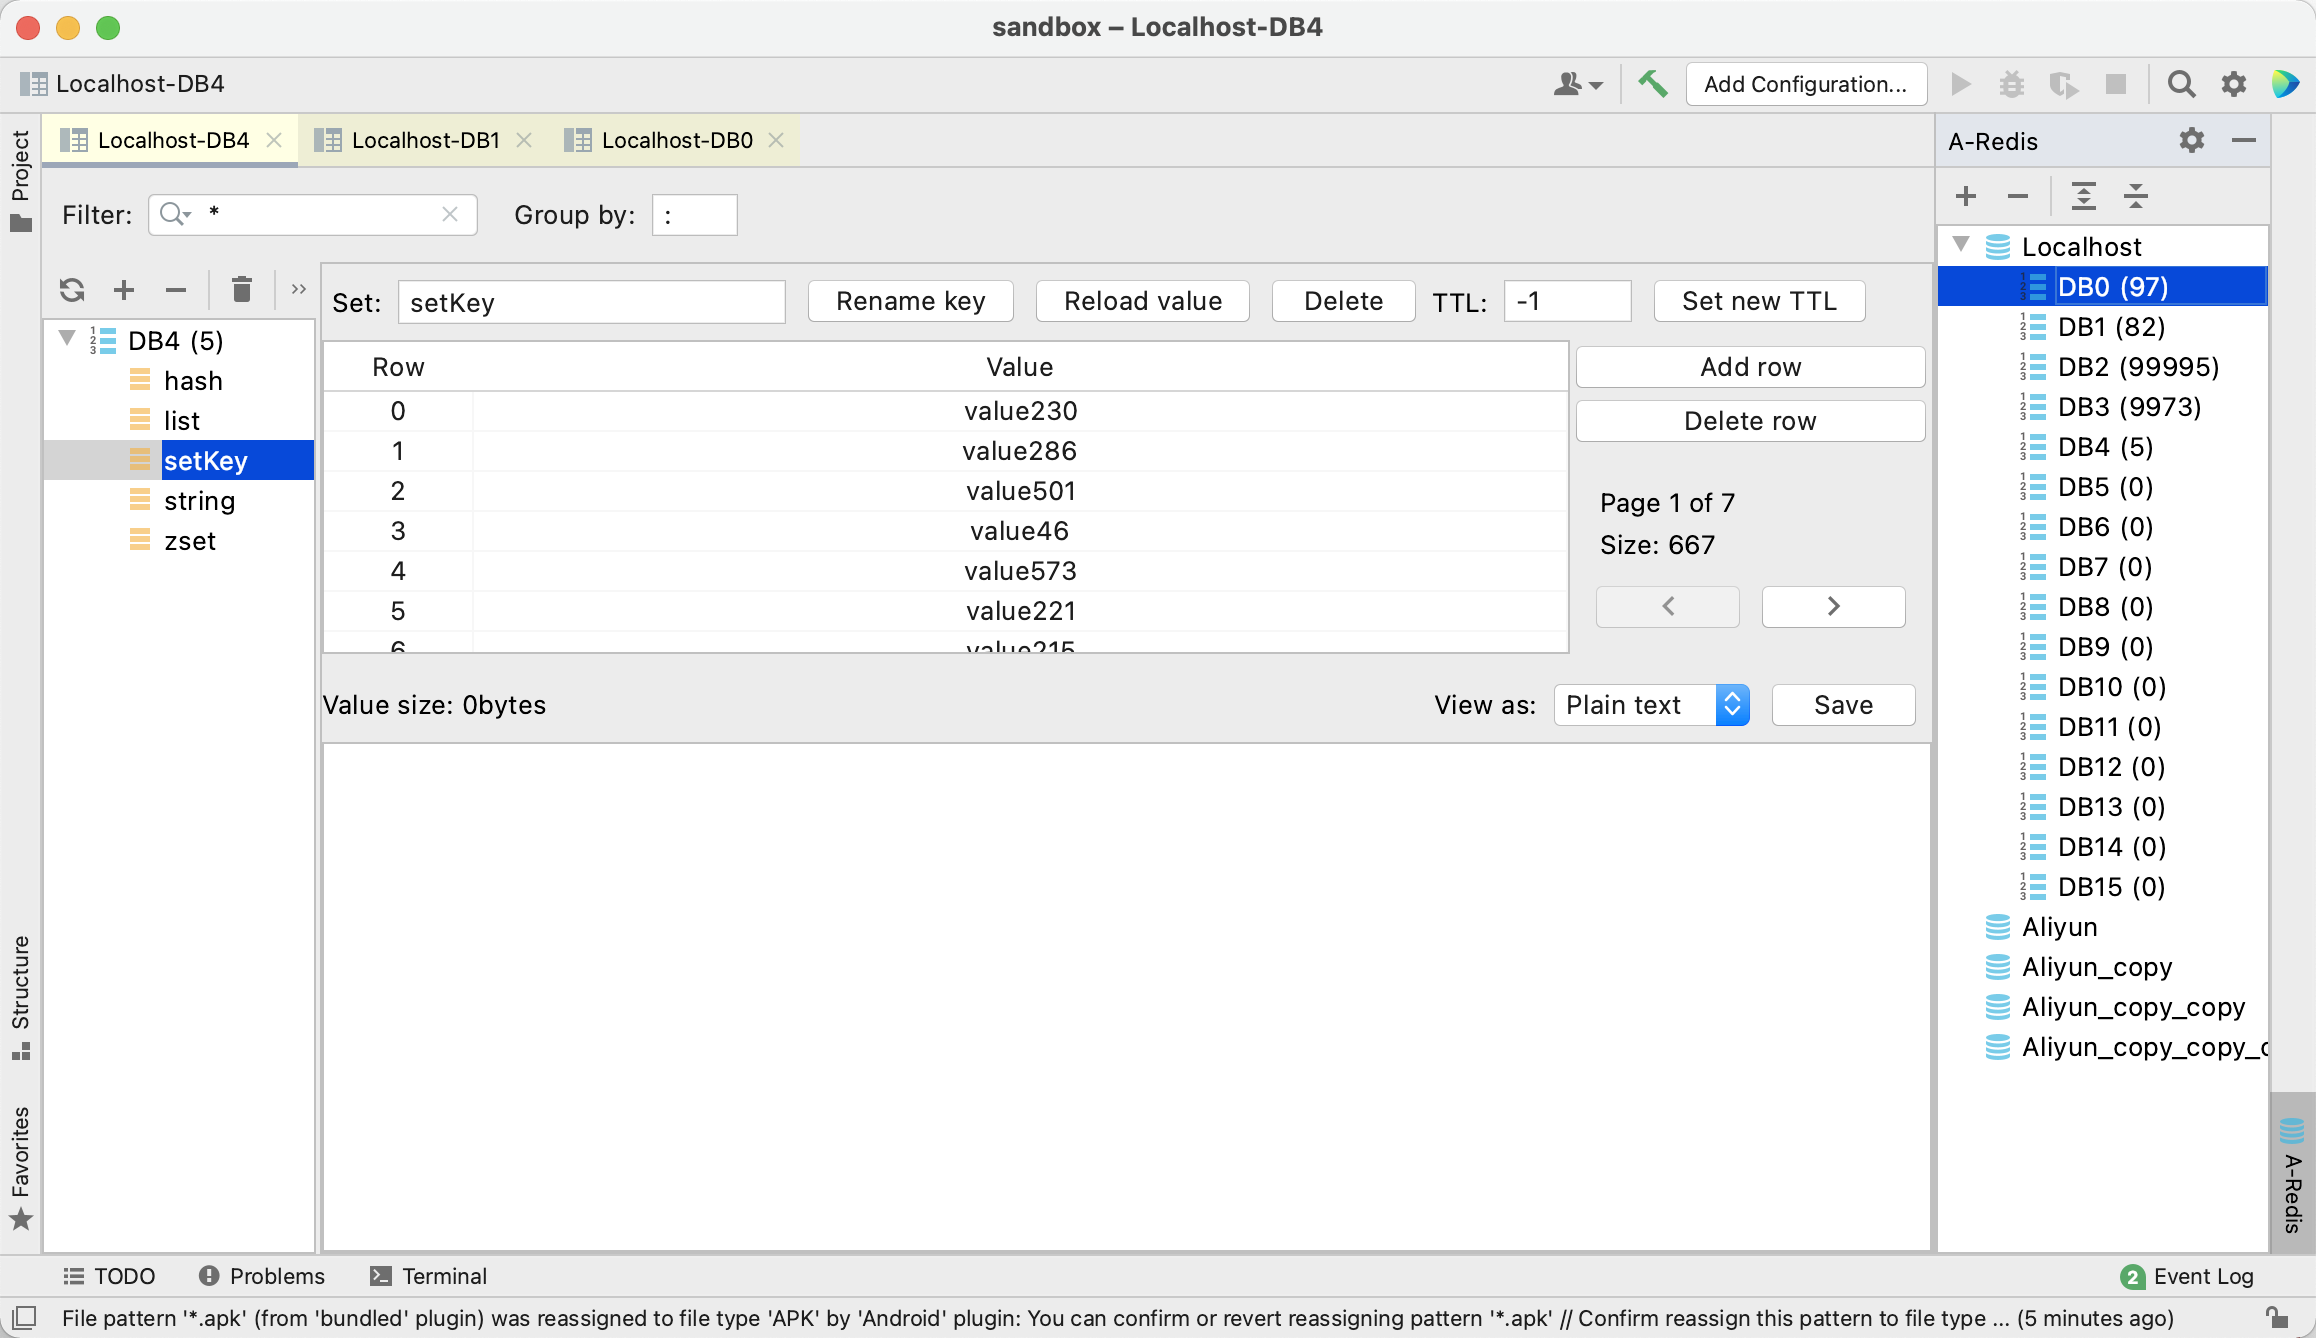 sandbox – Localhost-DB4
Localhost-DB4
Add Configuration...
Project
Localhost-DB4
Localhost-DB1
Localhost-DB0
A-Redis
Filter: *
Group by: :
Set: setKey
Rename key
Reload value
Delete
TTL: -1
Set new TTL
DB4 (5)
hash
list
setKey
string
zset
Row Value
0 value230
1 value286
2 value501
3 value46
4 value573
5 value221
6 value215
Add row
Delete row
Page 1 of 7
Size: 667
<
>
Value size: 0bytes
View as: Plain text
Save
Localhost
DB0 (97)
DB1 (82)
DB2 (99995)
DB3 (9973)
DB4 (5)
DB5 (0)
DB6 (0)
DB7 (0)
DB8 (0)
DB9 (0)
DB10 (0)
DB11 (0)
DB12 (0)
DB13 (0)
DB14 (0)
DB15 (0)
Aliyun
Aliyun_copy
Aliyun_copy_copy
Aliyun_copy_copy_c
Structure
Favorites
A-Redis
TODO
Problems
Terminal
2 Event Log
File pattern '*.apk' (from 'bundled' plugin) was reassigned to file type 'APK' by 'Android' plugin: You can confirm or revert reassigning pattern '*.apk' // Confirm reassign this pattern to file type ... (5 minutes ago)